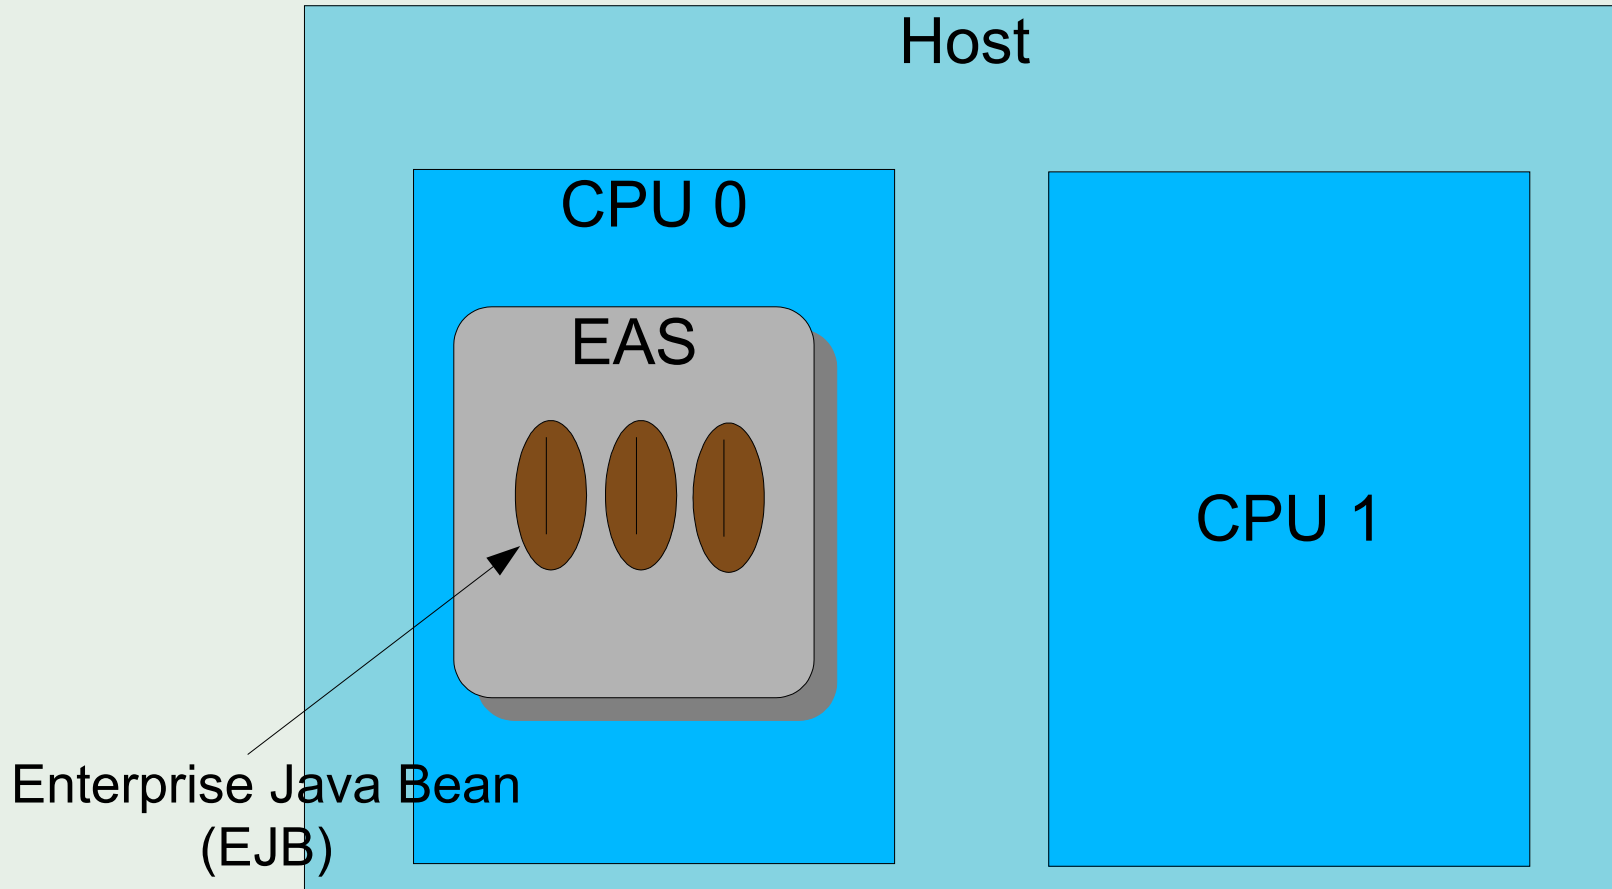 Host
CPU 0
EAS
CPU 1
Enterprise Java Bean
(EJB)